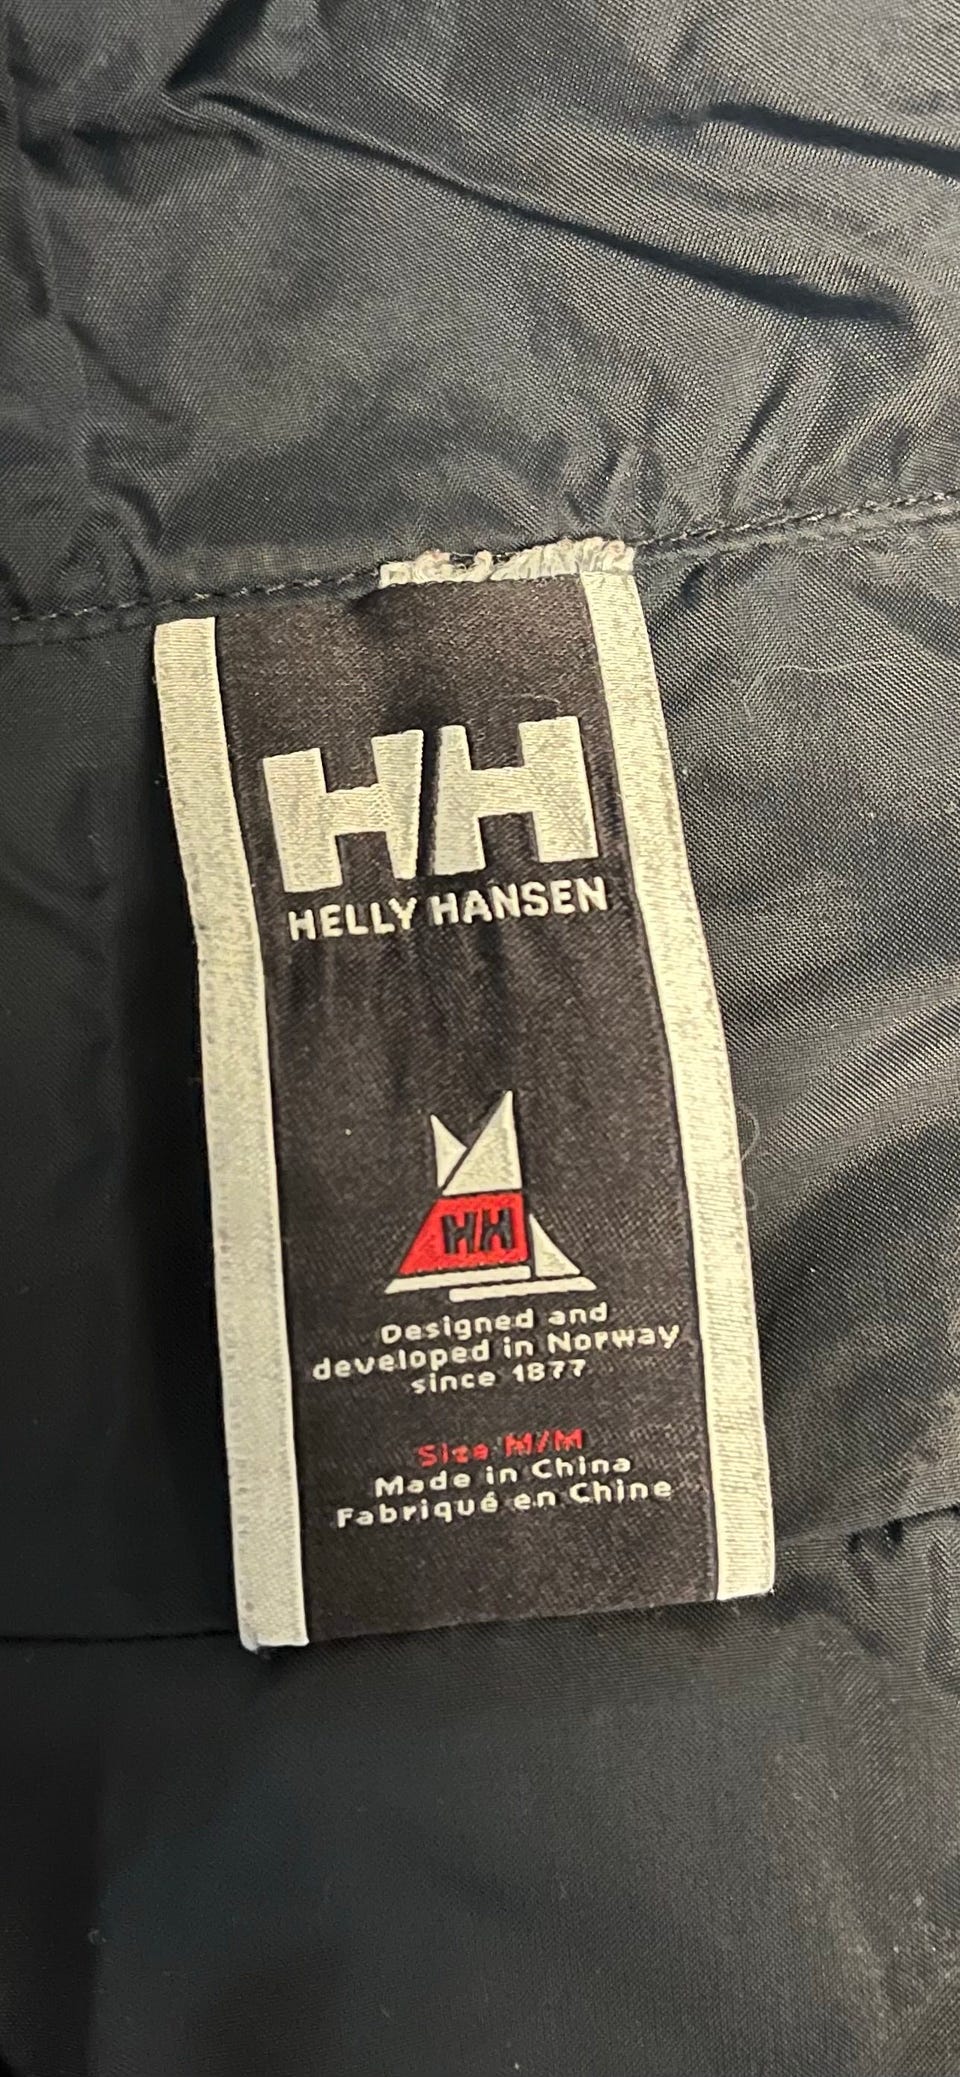 HH
HELLY HANSEN
HH
Designed and
developed in Norway
since 1877
Size M/M
Made in China
Fabriqué en Chine